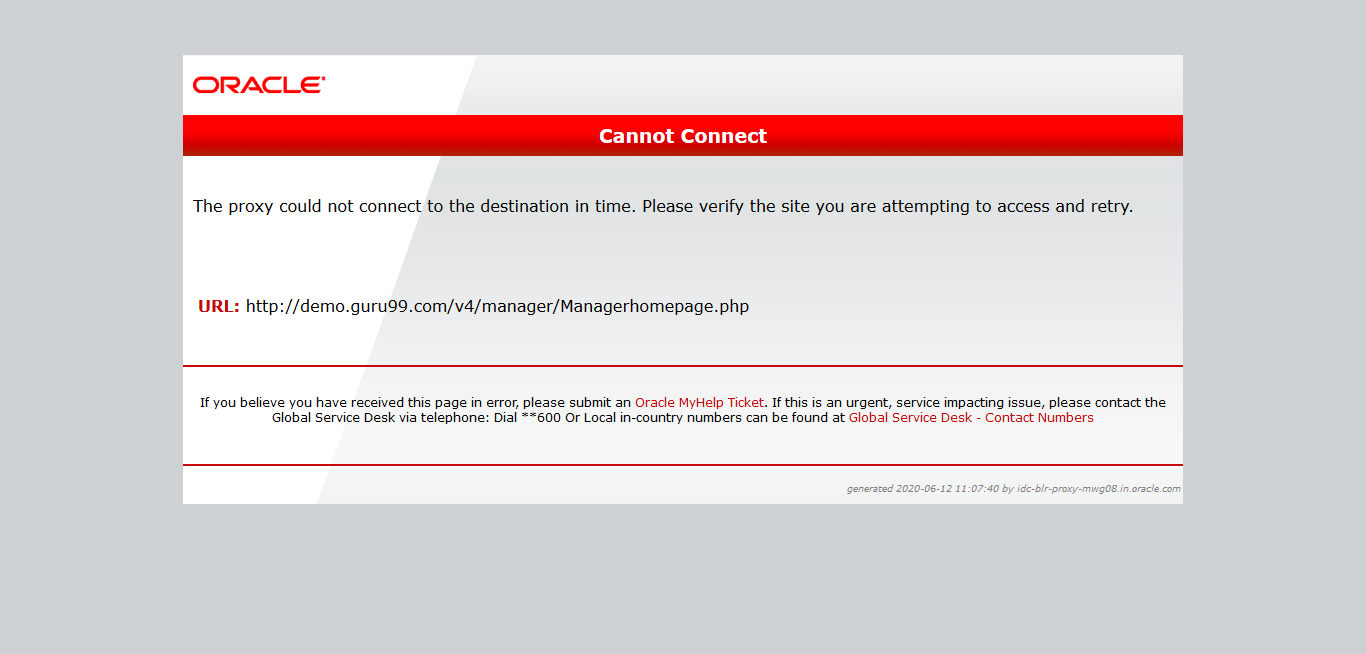 ORACLE®
Cannot Connect
The proxy could not connect to the destination in time. Please verify the site you are attempting to access and retry.
URL: http://demo.guru99.com/v4/manager/Managerhomepage.php
If you believe you have received this page in error, please submit an Oracle MyHelp Ticket. If this is an urgent, service impacting issue, please contact the
Global Service Desk via telephone: Dial **600 Or Local in-country numbers can be found at Global Service Desk - Contact Numbers
generated 2020-06-12 11:07:40 by idc-blr-proxy-mwg08.in.oracle.com